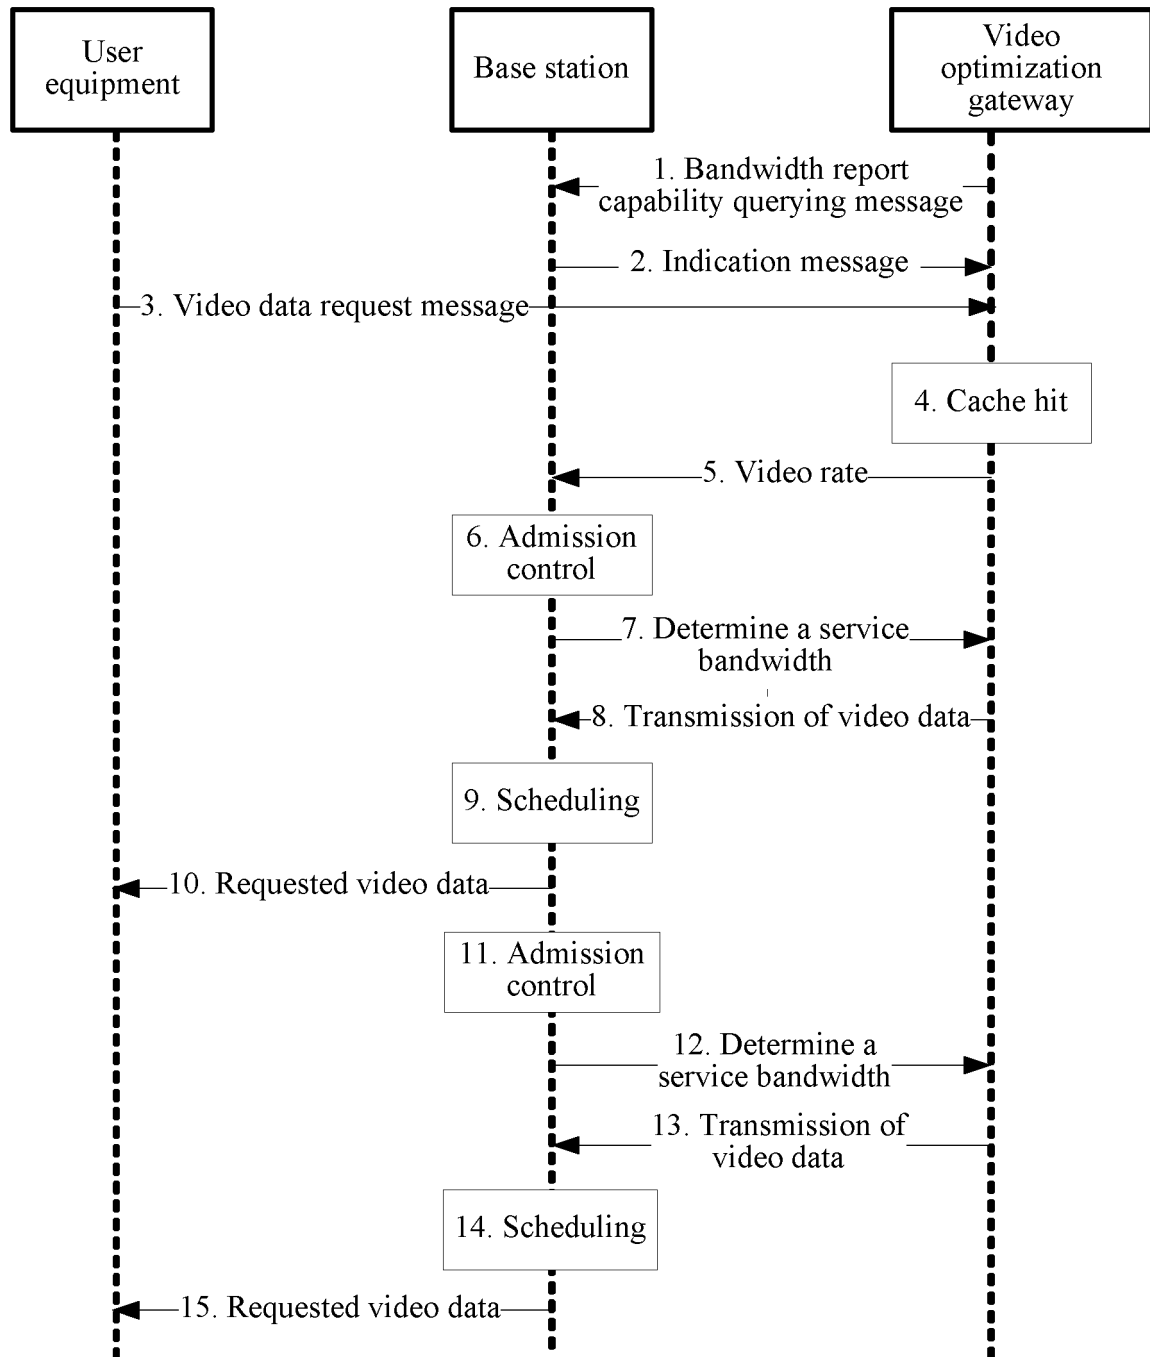 User
equipment
Base station
Video
optimization
gateway
1. Bandwidth report
capability querying message
2. Indication message
3. Video data request message
4. Cache hit
5. Video rate
6. Admission
control
7. Determine a service
bandwidth
8. Transmission of video data
9. Scheduling
10. Requested video data
11. Admission
control
12. Determine a
service bandwidth
13. Transmission of
video data
14. Scheduling
15. Requested video data